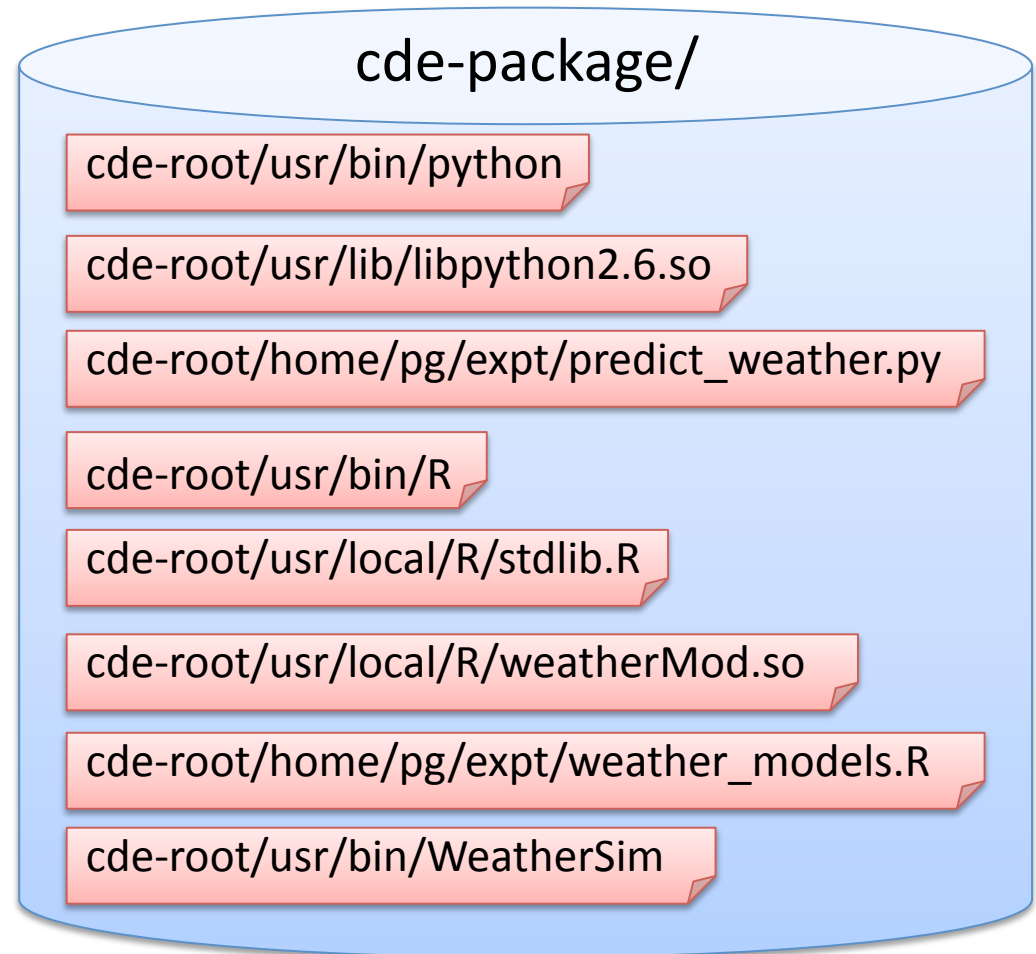 cde-package/
cde-root/usr/bin/python
cde-root/usr/lib/libpython2.6.so
cde-root/home/pg/expt/predict_weather.py
cde-root/usr/bin/R
cde-root/usr/local/R/stdlib.R
cde-root/usr/local/R/weatherMod.so
cde-root/home/pg/expt/weather_models.R
cde-root/usr/bin/WeatherSim